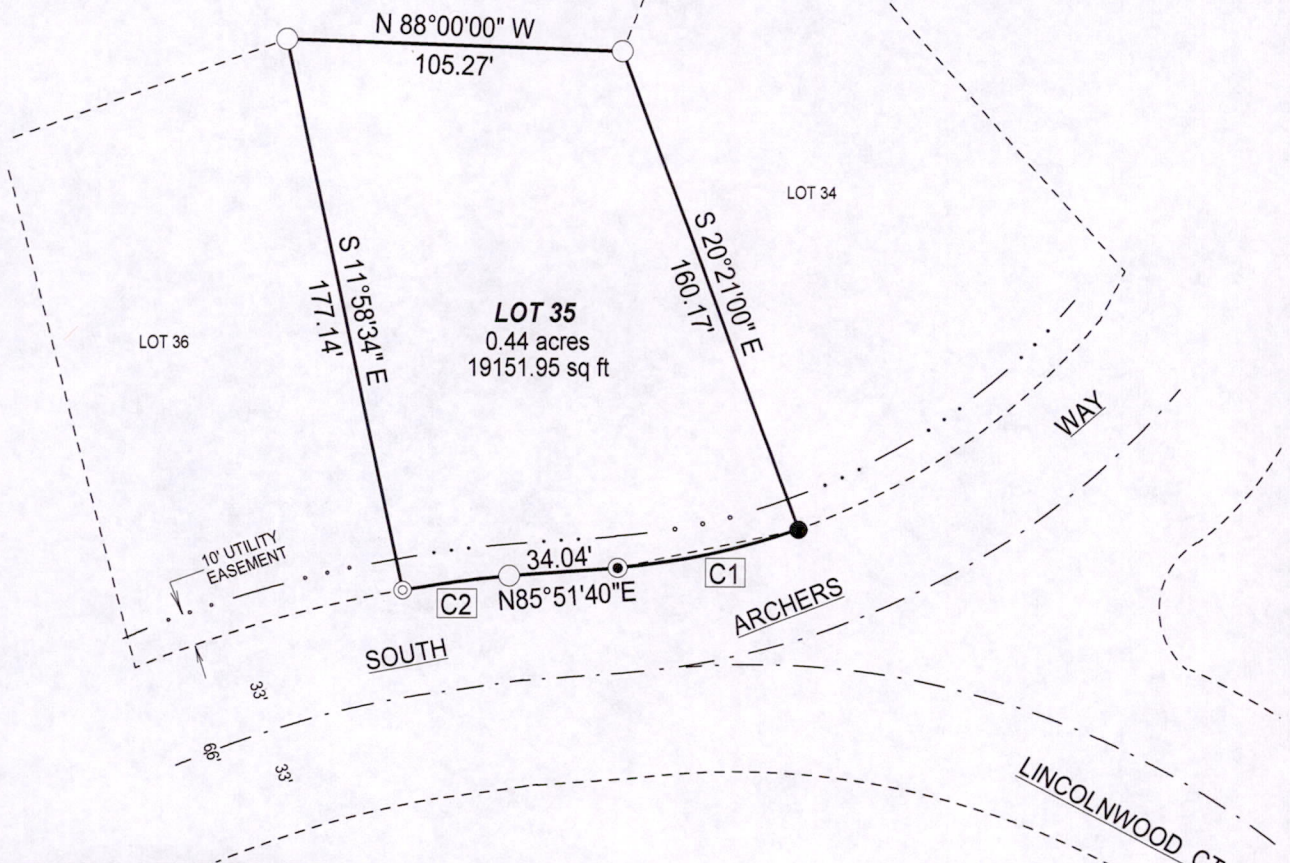 N 88°00'00" W
105.27'
LOT 34
S 20°21'00" E
160.17'
S 11°58'34" E
177.14'
LOT 35
0.44 acres
19151.95 sq ft
LOT 36
WAY
10' UTILITY
EASEMENT
34.04'
N85°51'40"E
C1
C2
ARCHERS
SOUTH
33'
66'
33'
LINCOLNWOOD CT